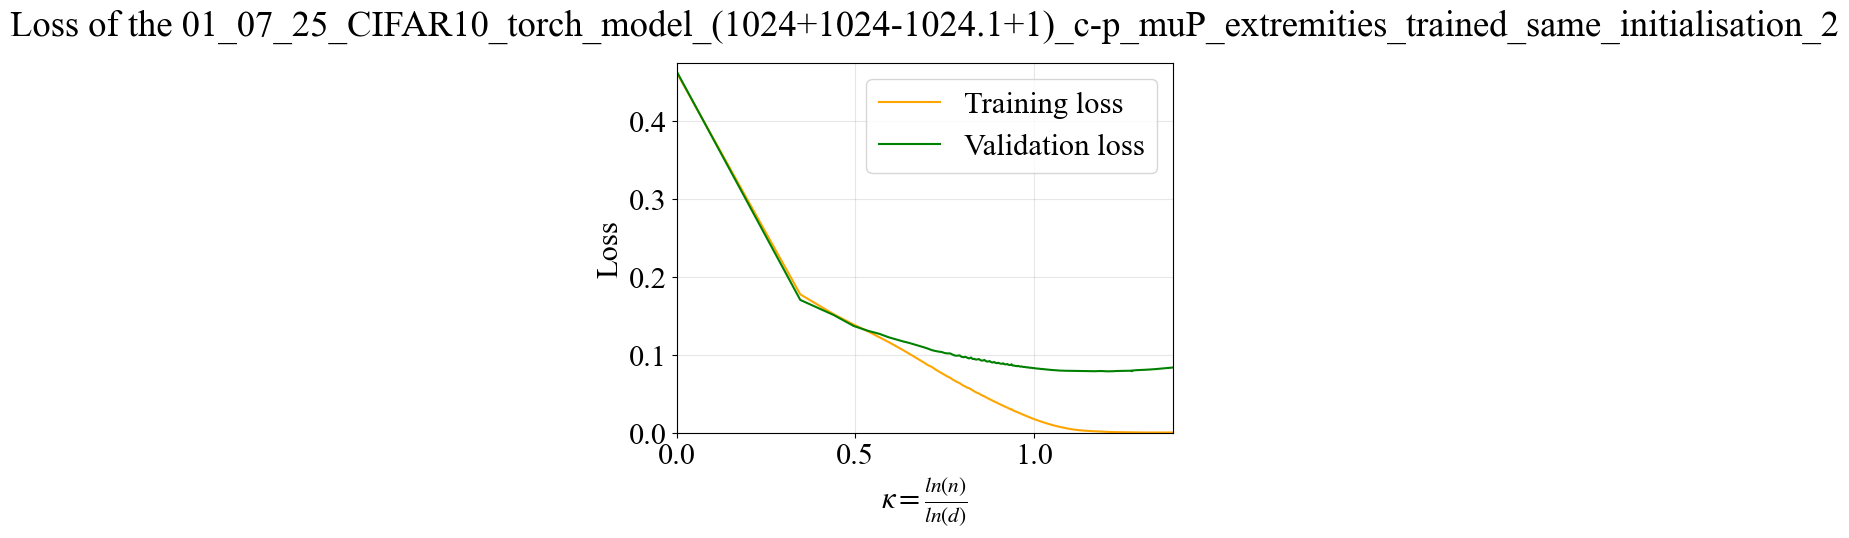 Loss of the 01_07_25_CIFAR10_torch_model_(1024+1024-1024.1+1)_c-p_muP_extremities_trained_same_initialisation_2
Training loss
Validation loss
Loss
0.4
0.3
0.2
0.1
0.0
0.0 0.5 1.0
κ = ln(n) / ln(d)